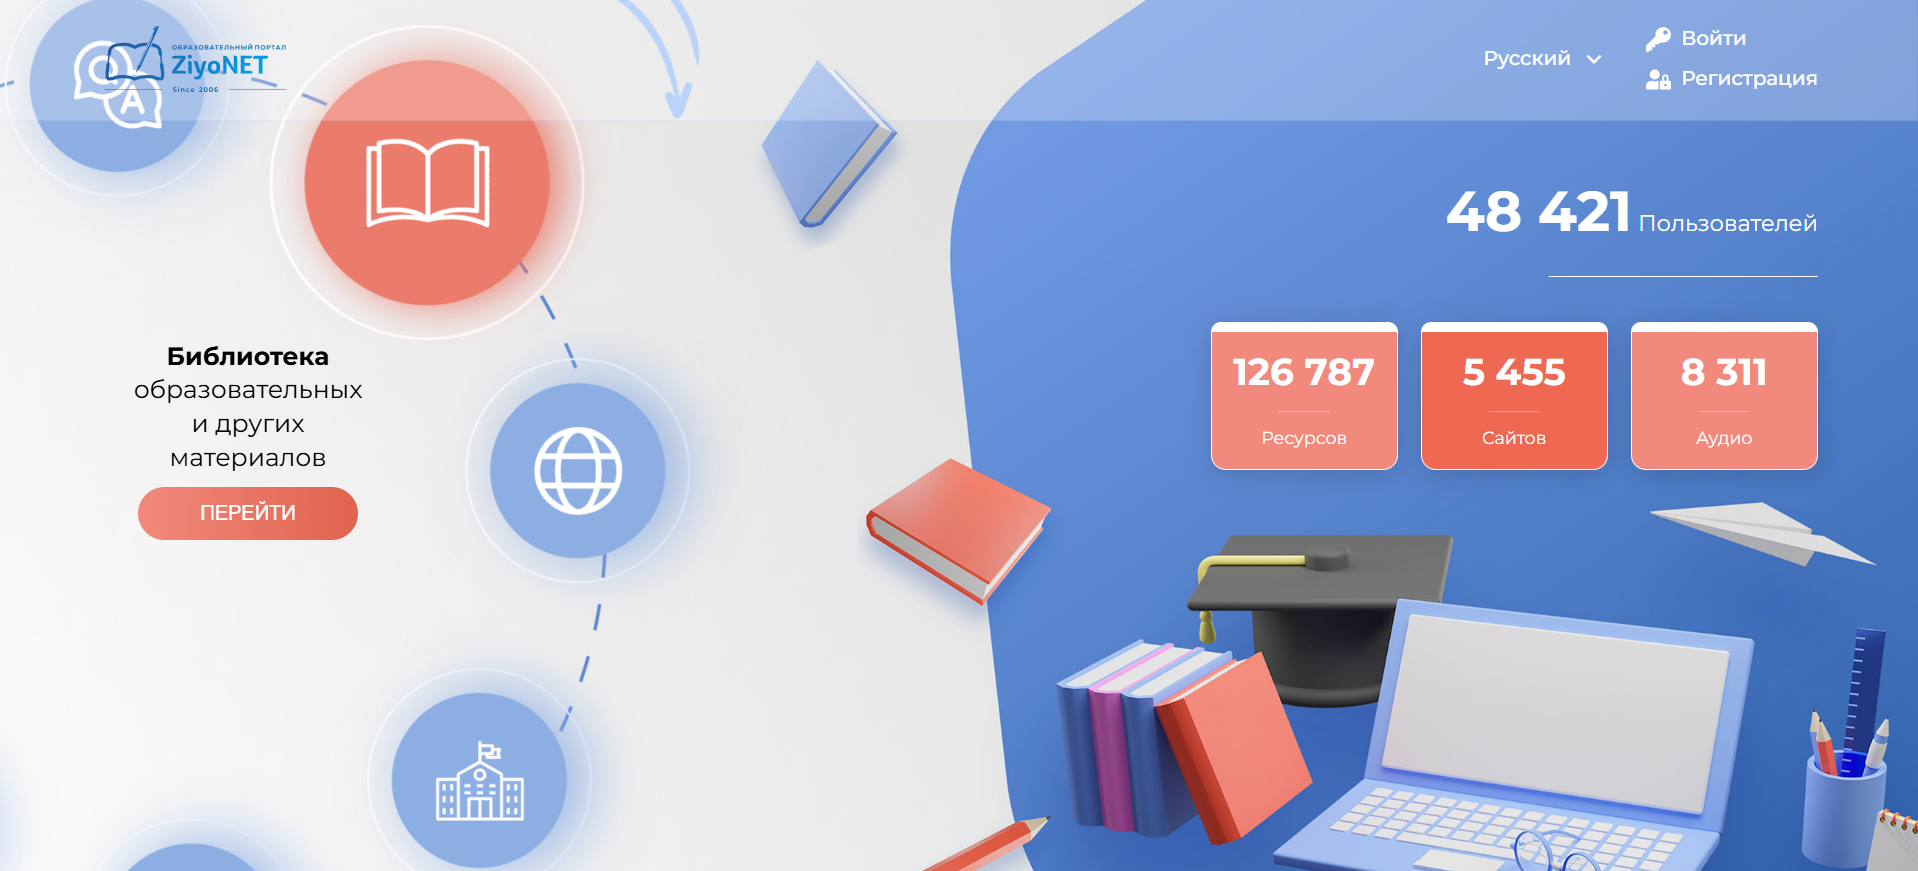 ОБРАЗОВАТЕЛЬНЫЙ ПОРТАЛ
ZiyoNET
Since 2006
Q
A
Русский
Войти
Регистрация
48 421 Пользователей
126 787
Ресурсов
5 455
Сайтов
8 311
Аудио
Библиотека
образовательных
и других
материалов
ПЕРЕЙТИ